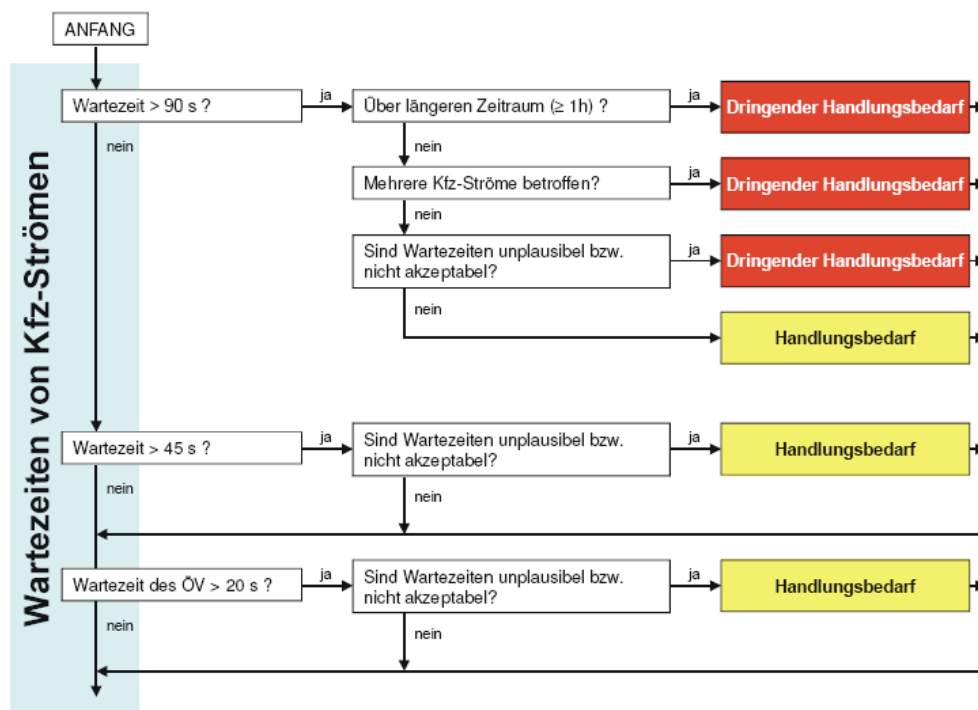 ANFANG
Wartezeiten von Kfz-Strömen
Wartezeit > 90 s ?
ja
Über längeren Zeitraum (≥ 1h) ?
ja
Dringender Handlungsbedarf
nein
nein
Mehrere Kfz-Ströme betroffen?
ja
Dringender Handlungsbedarf
nein
Sind Wartezeiten unplausibel bzw.
nicht akzeptabel?
ja
Dringender Handlungsbedarf
nein
Handlungsbedarf
Wartezeit > 45 s ?
ja
Sind Wartezeiten unplausibel bzw.
nicht akzeptabel?
ja
Handlungsbedarf
nein
nein
Wartezeit des ÖV > 20 s ?
ja
Sind Wartezeiten unplausibel bzw.
nicht akzeptabel?
ja
Handlungsbedarf
nein
nein